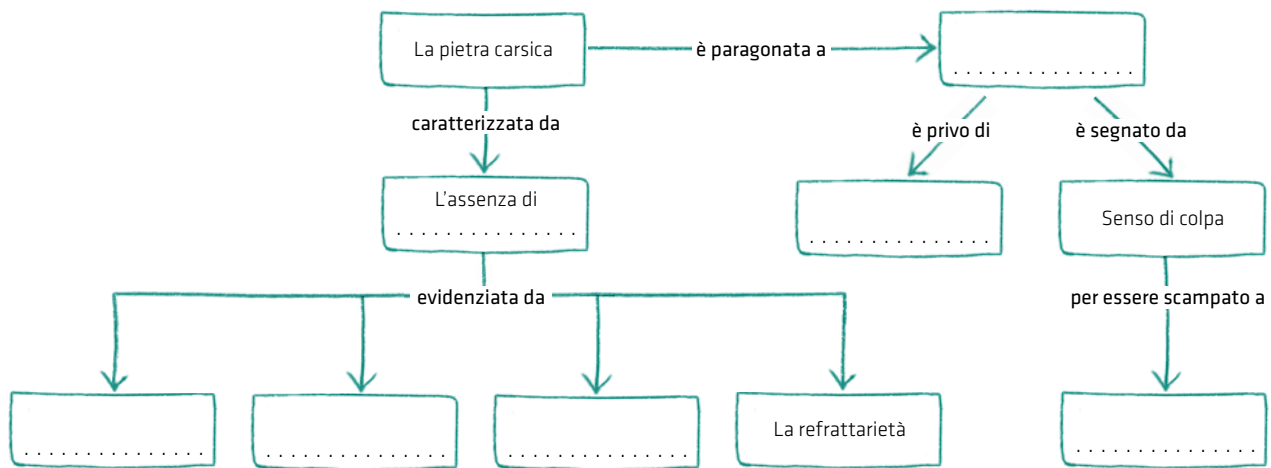 La pietra carsica
è paragonata a
. . . . . . . . . . . . . . .
caratterizzata da
è privo di
è segnato da
L'assenza di
. . . . . . . . . . . . . . .
. . . . . . . . . . . . . . .
Senso di colpa
evidenziata da
per essere scampato a
. . . . . . . . . . . . . . .
. . . . . . . . . . . . . . .
. . . . . . . . . . . . . . .
La refrattarietà
. . . . . . . . . . . . . . .